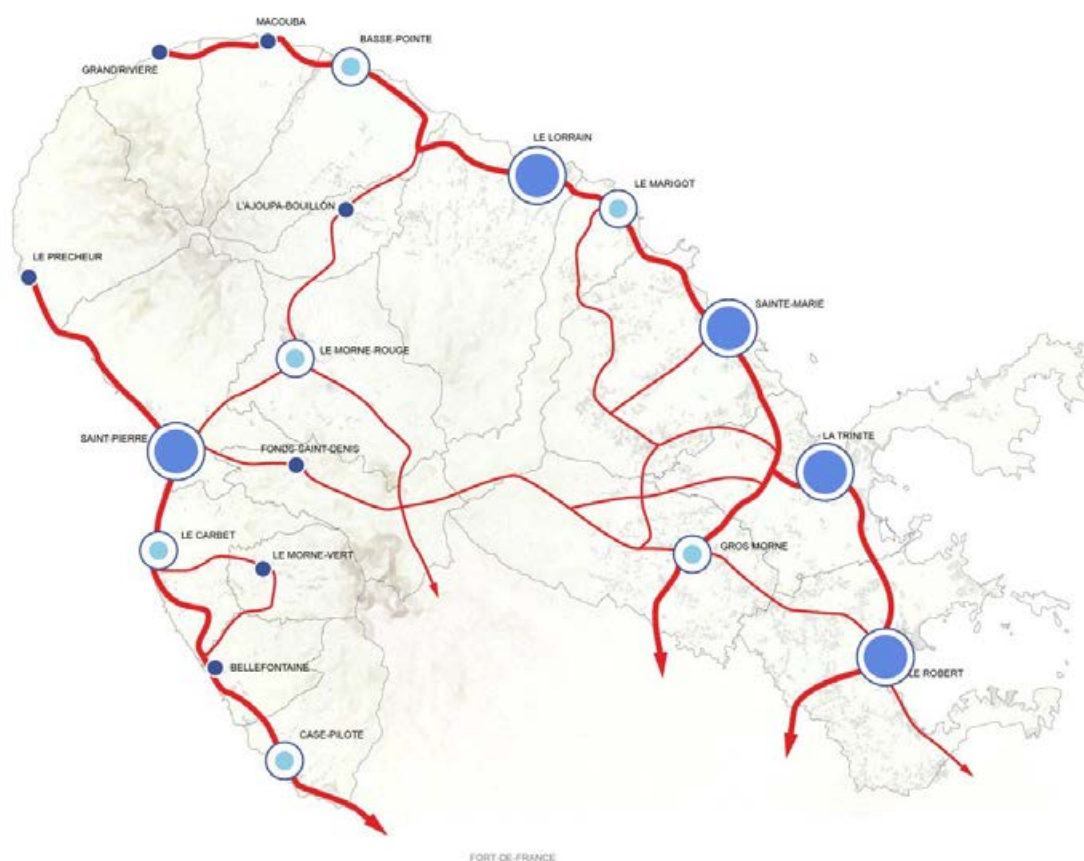 MACOUBA
BASSE-POINTE
GRAND'RIVIERE
LE LORRAIN
LE MARIGOT
L'AJOUPA-BOUILLON
LE PRECHEUR
SAINTE-MARIE
LE MORNE-ROUGE
SAINT-PIERRE
LA TRINITE
FONDS-SAINT-DENIS
LE CARBET
LE MORNE-VERT
GROS MORNE
BELLEFONTAINE
LE ROBERT
CASE-PILOTE
FORT-DE-FRANCE